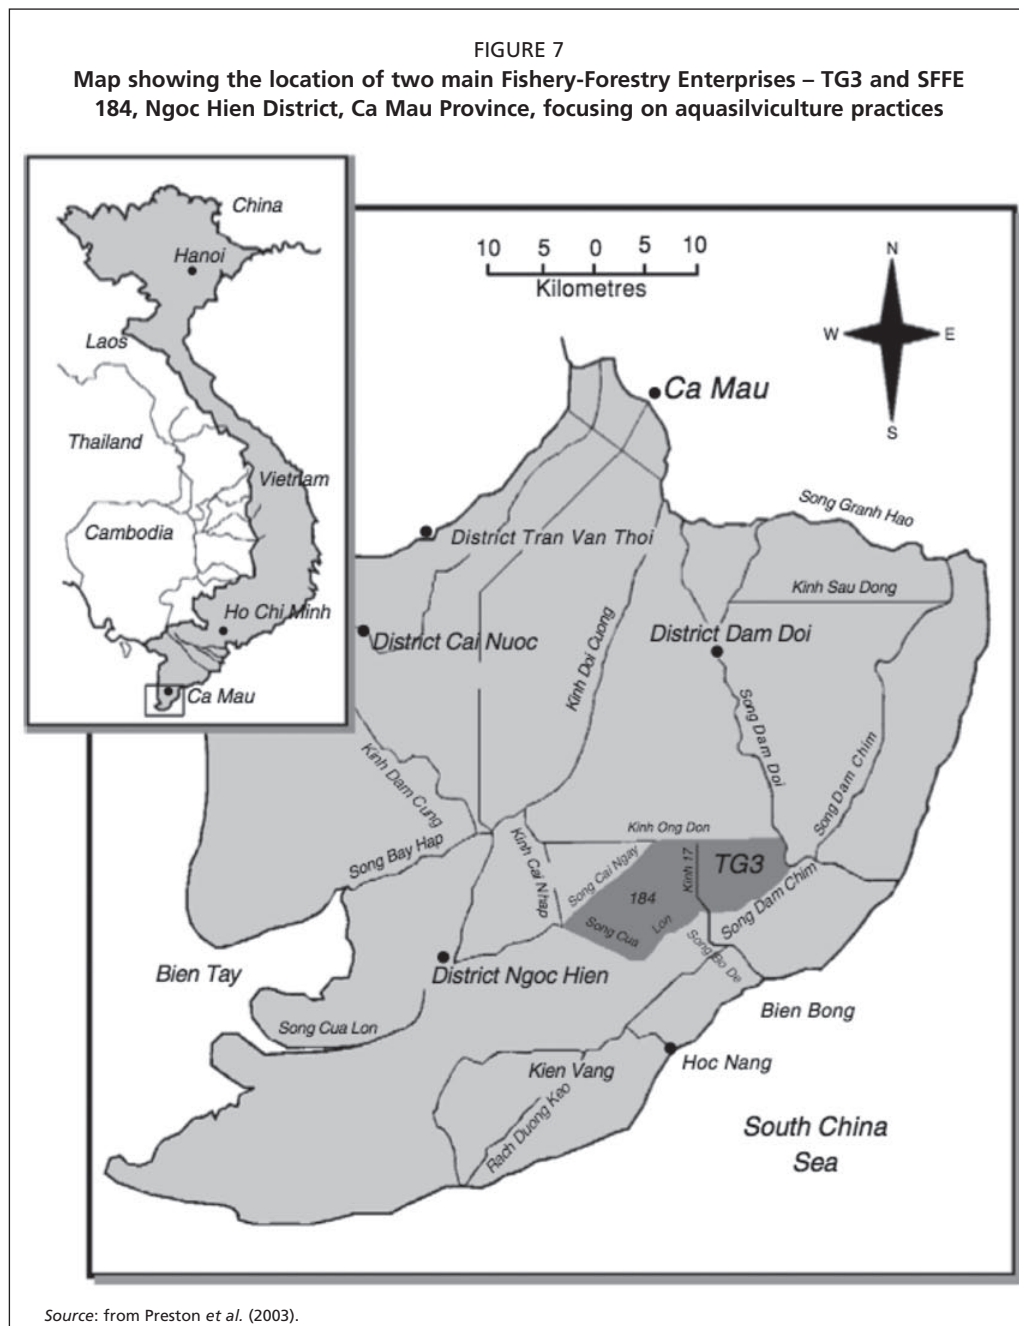 FIGURE 7
Map showing the location of two main Fishery-Forestry Enterprises – TG3 and SFFE
184, Ngoc Hien District, Ca Mau Province, focusing on aquasilviculture practices
China
Hanoi
Laos
Thailand
Vietnam
Cambodia
Ho Chi Minh
Ca Mau
10 5 0 5 10
Kilometres
N
W E
S
Ca Mau
Song Granh Hao
District Tran Van Thoi
Kinh Sau Dong
District Cai Nuoc
Kinh Doi Cuong
District Dam Doi
Song Dam Doi
Song Dam Chim
Kinh Dam Cung
Song Bay Hap
Kinh Cai Nhap
Kinh Ong Don
Song Cai Ngay
Kinh 17
TG3
184
Song Cua Lon
Song Dam Chim
Song Bo De
Bien Tay
District Ngoc Hien
Song Cua Lon
Bien Bong
Hoc Nang
Kien Vang
Rach Duong Keo
South China
Sea
Source: from Preston et al. (2003).